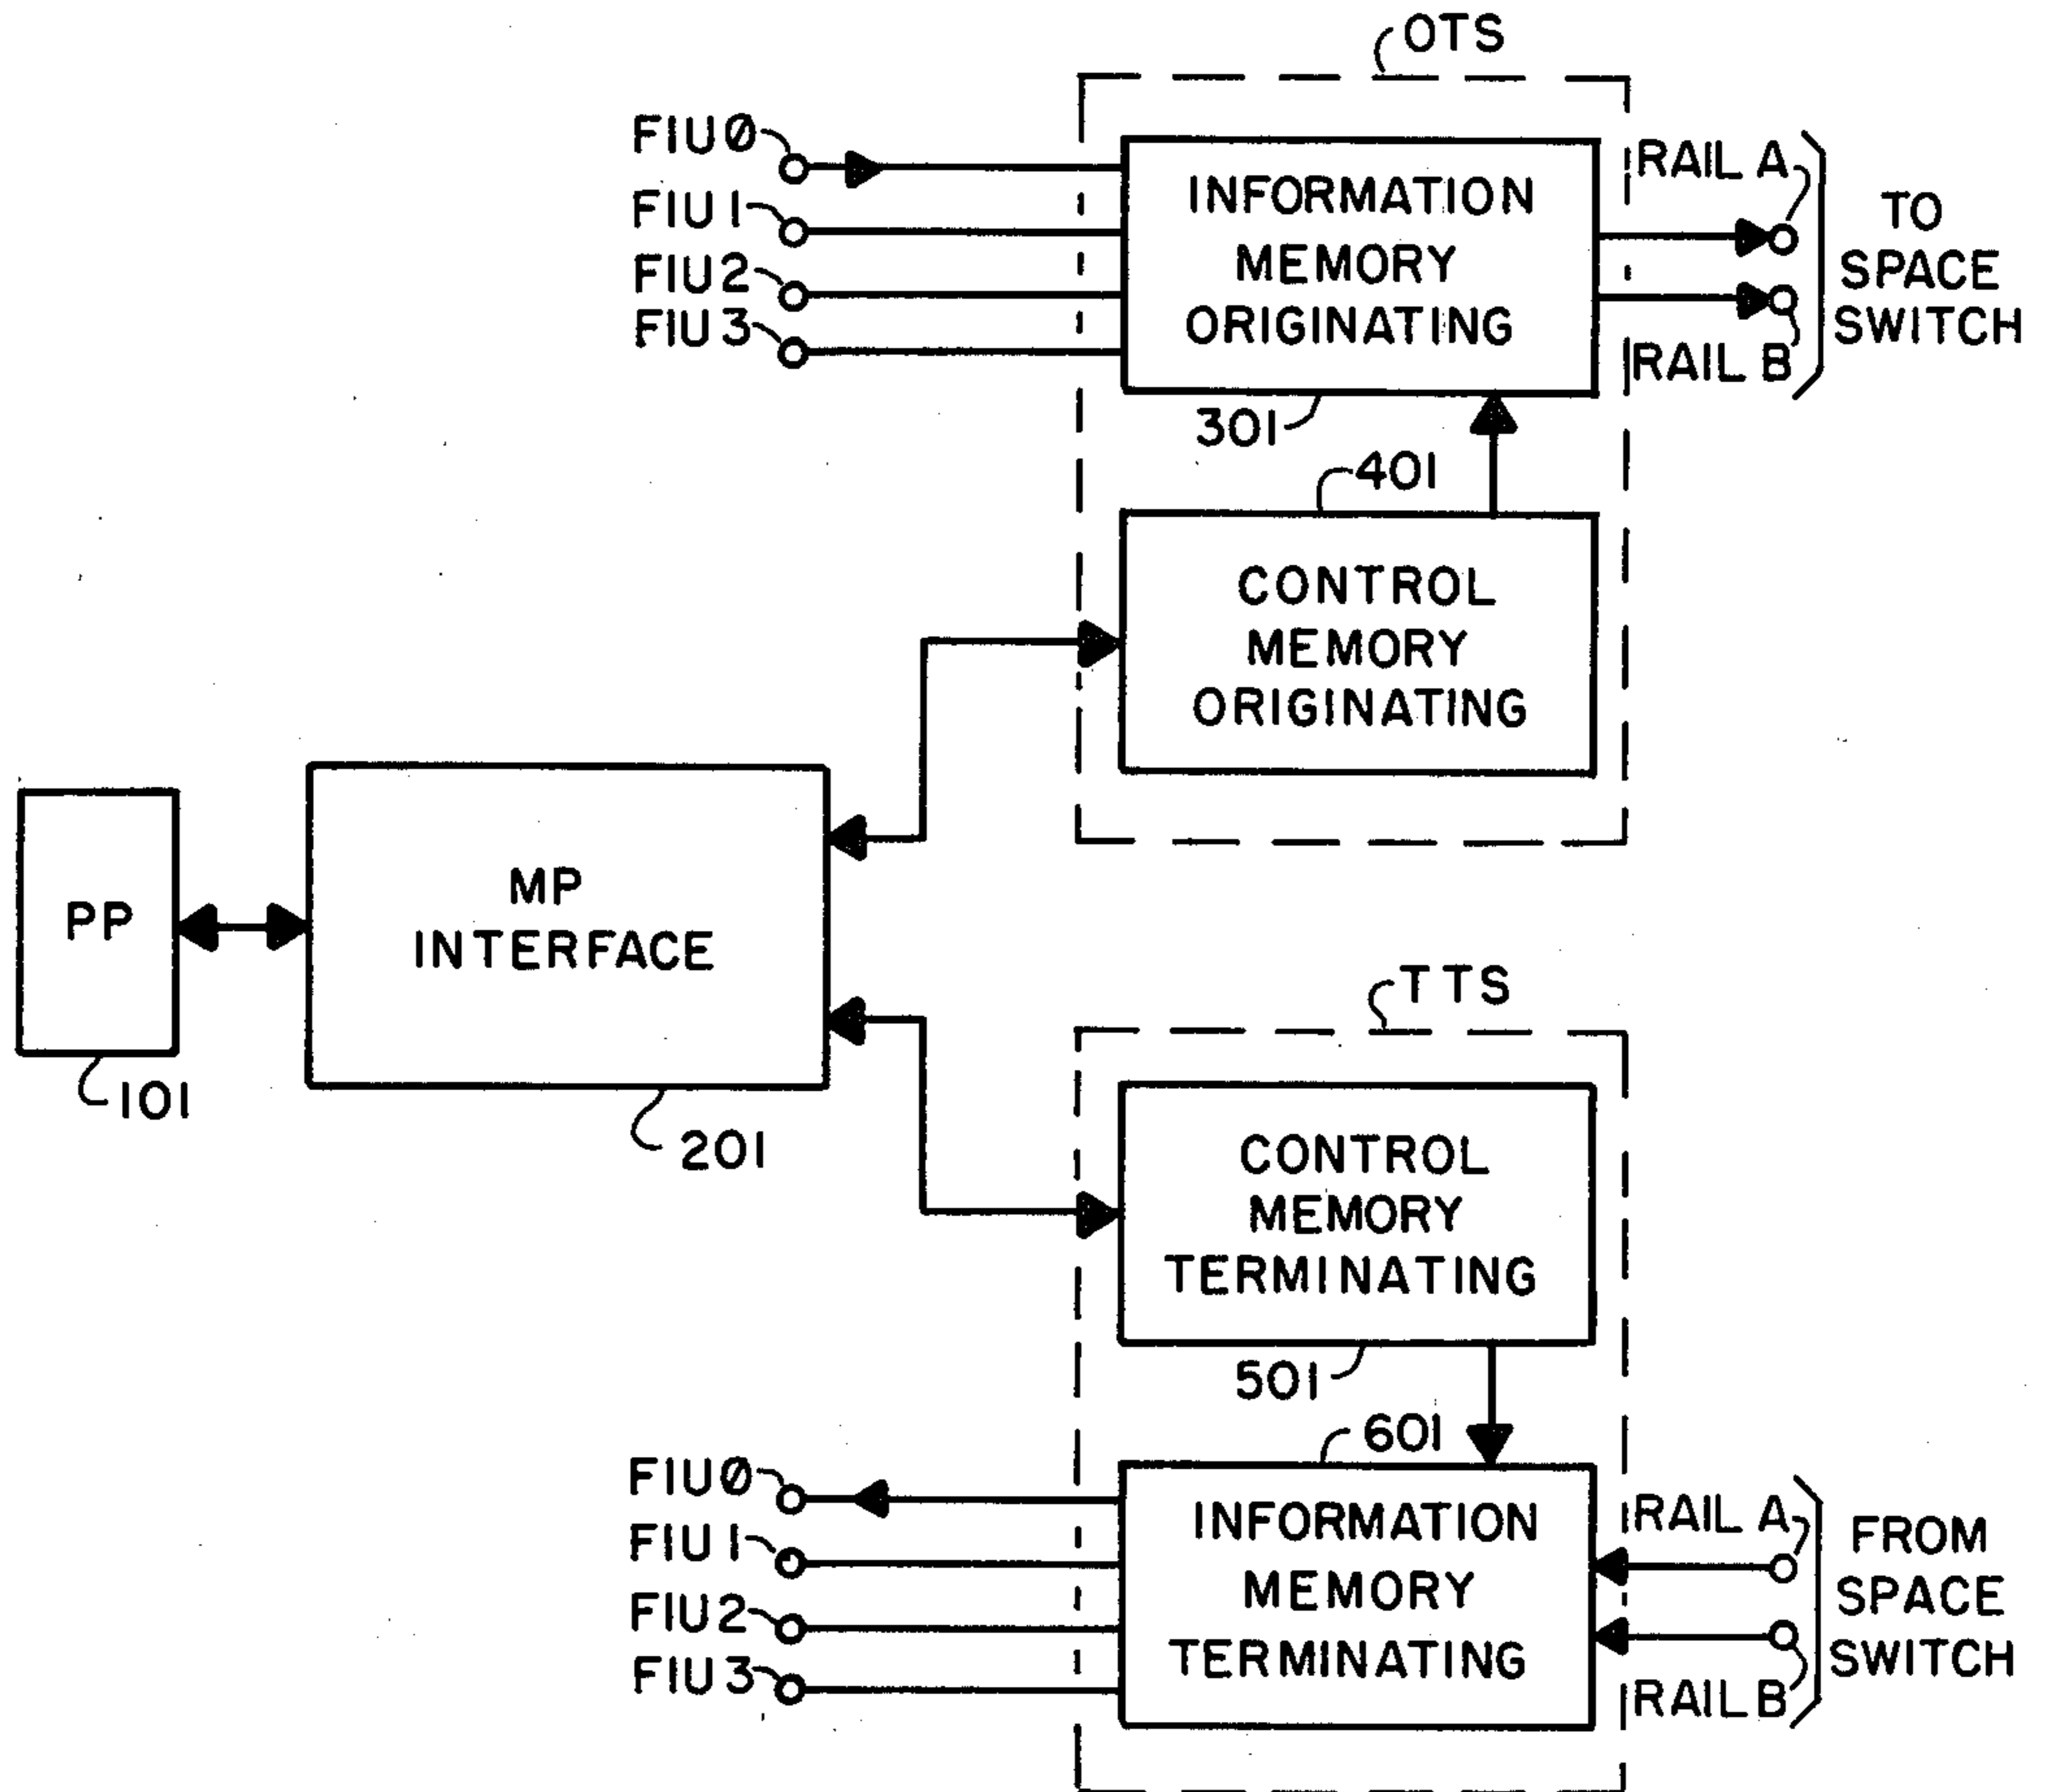 OTS
FIUØ
FIU1
FIU2
FIU3
INFORMATION
MEMORY
ORIGINATING
RAIL A
RAIL B
TO
SPACE
SWITCH
301
401
CONTROL
MEMORY
ORIGINATING
PP
101
MP
INTERFACE
201
TTS
CONTROL
MEMORY
TERMINATING
501
601
FIUØ
FIU1
FIU2
FIU3
INFORMATION
MEMORY
TERMINATING
RAIL A
RAIL B
FROM
SPACE
SWITCH